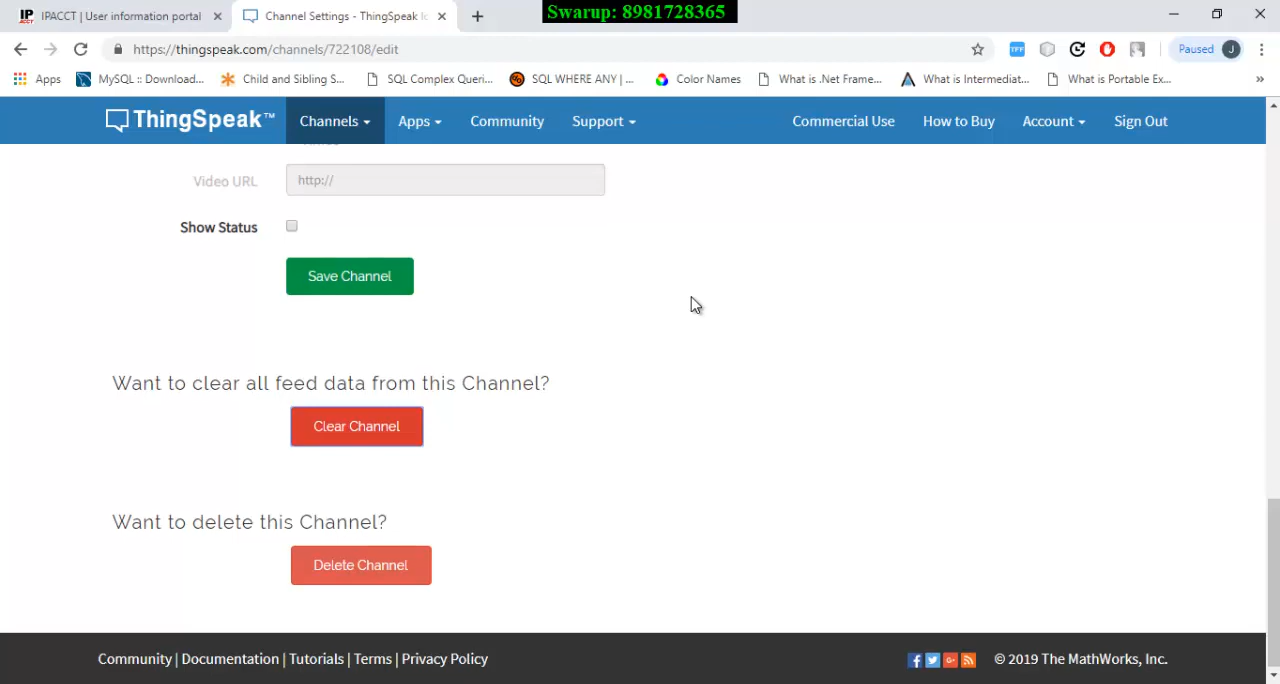 Swarup: 8981728365
IPACCT | User information portal
Channel Settings - ThingSpeak Io
https://thingspeak.com/channels/722108/edit
Paused J
Apps MySQL :: Download... Child and Sibling S... SQL Complex Queri... SQL WHERE ANY | ... Color Names What is .Net Frame... What is Intermediat... What is Portable Ex... »
ThingSpeak™ Channels Apps Community Support Commercial Use How to Buy Account Sign Out
Video URL http://
Show Status
Save Channel
Want to clear all feed data from this Channel?
Clear Channel
Want to delete this Channel?
Delete Channel
Community | Documentation | Tutorials | Terms | Privacy Policy © 2019 The MathWorks, Inc.